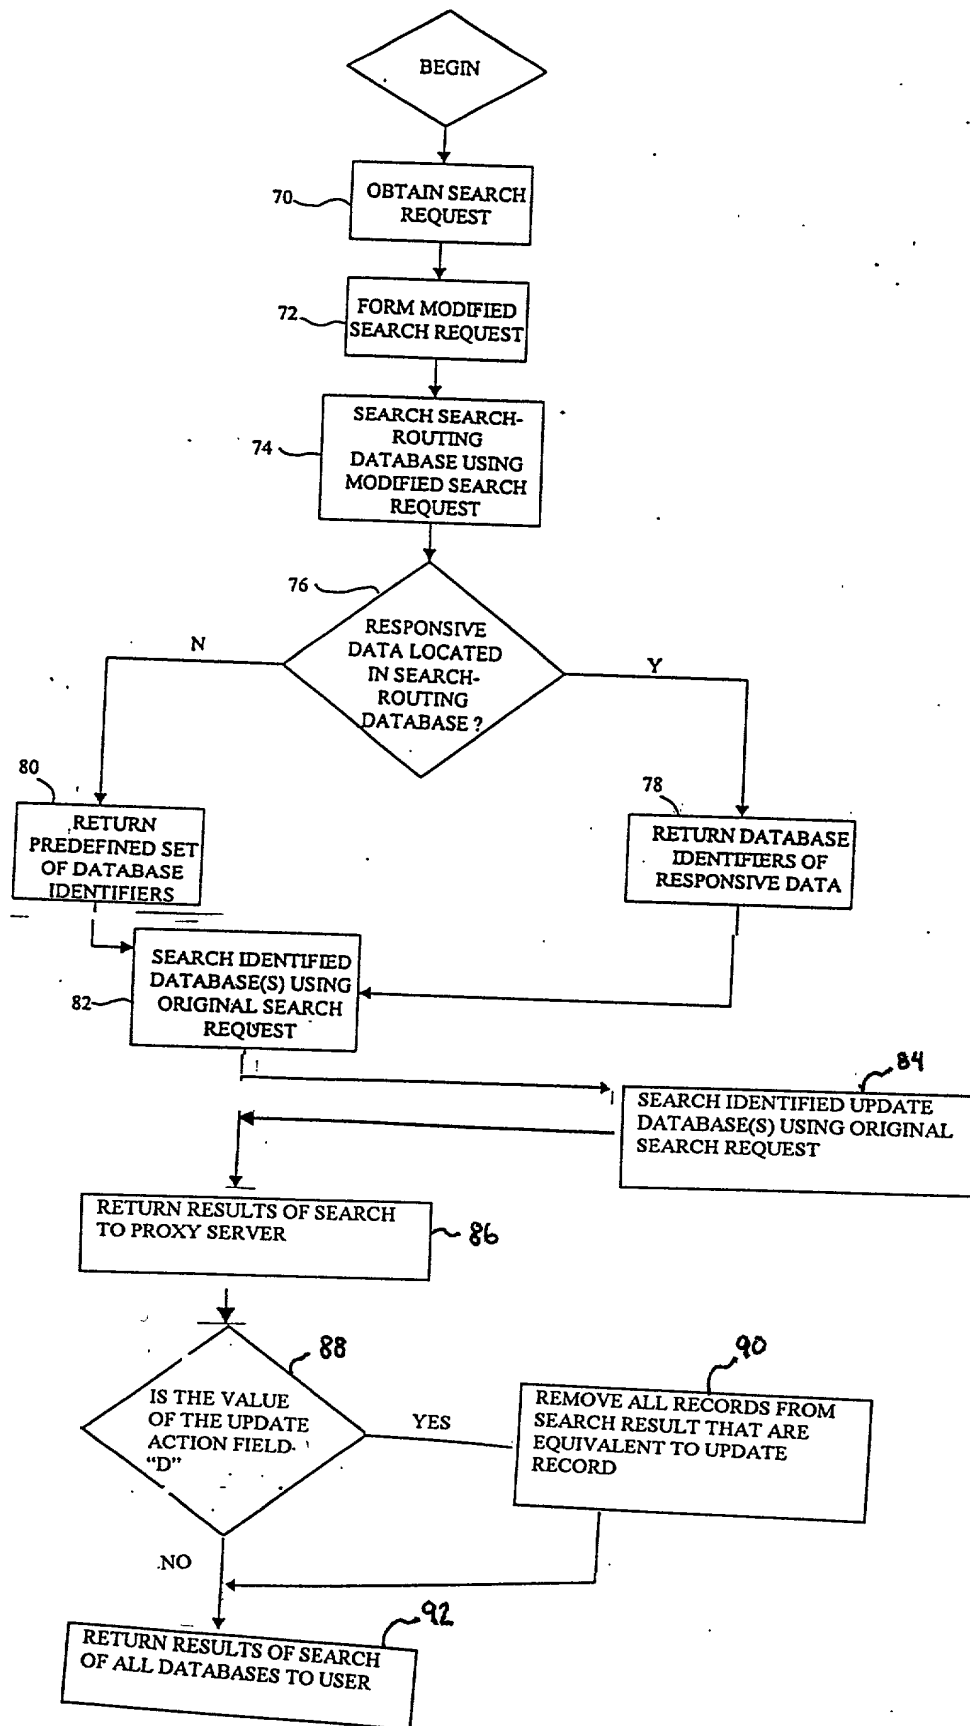 BEGIN
70
OBTAIN SEARCH
REQUEST
72
FORM MODIFIED
SEARCH REQUEST
74
SEARCH SEARCH-
ROUTING
DATABASE USING
MODIFIED SEARCH
REQUEST
76
RESPONSIVE
DATA LOCATED
IN SEARCH-
ROUTING
DATABASE ?
N
Y
80
RETURN
PREDEFINED SET
OF DATABASE
IDENTIFIERS
78
RETURN DATABASE
IDENTIFIERS OF
RESPONSIVE DATA
82
SEARCH IDENTIFIED
DATABASE(S) USING
ORIGINAL SEARCH
REQUEST
84
SEARCH IDENTIFIED UPDATE
DATABASE(S) USING ORIGINAL
SEARCH REQUEST
RETURN RESULTS OF SEARCH
TO PROXY SERVER
86
88
IS THE VALUE
OF THE UPDATE
ACTION FIELD
"D"
YES
90
REMOVE ALL RECORDS FROM
SEARCH RESULT THAT ARE
EQUIVALENT TO UPDATE
RECORD
NO
92
RETURN RESULTS OF SEARCH
OF ALL DATABASES TO USER